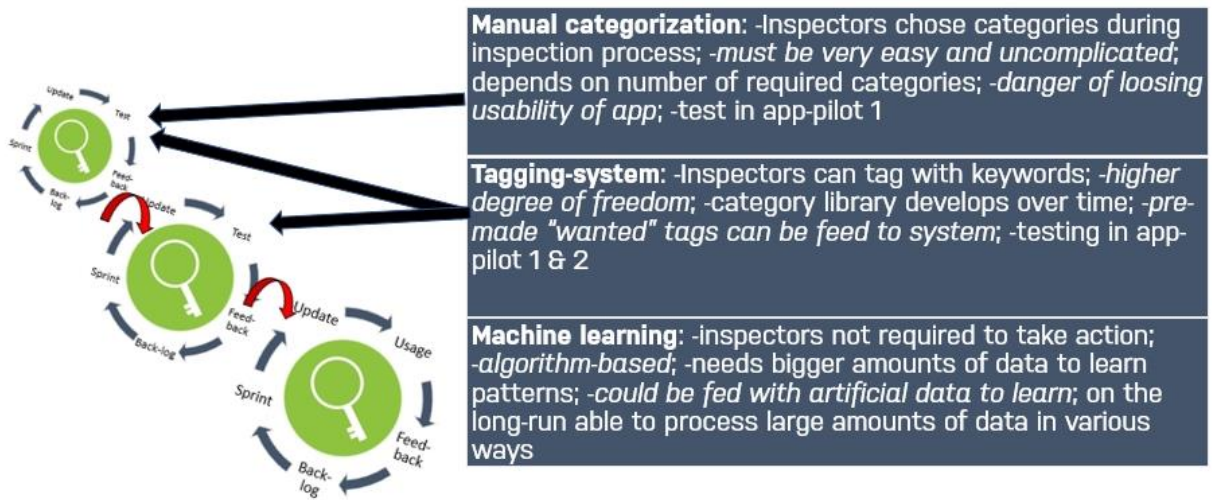 Manual categorization: -Inspectors chose categories during
inspection process; -must be very easy and uncomplicated;
depends on number of required categories; -danger of loosing
usability of app; -test in app-pilot 1
Tagging-system: -Inspectors can tag with keywords; -higher
degree of freedom; -category library develops over time; -pre-
made "wanted" tags can be feed to system; -testing in app-
pilot 1 & 2
Machine learning: -inspectors not required to take action;
-algorithm-based; -needs bigger amounts of data to learn
patterns; -could be fed with artificial data to learn; on the
long-run able to process large amounts of data in various
ways
Update
Test
Feed-
back
Back-
log
Sprint
Update
Test
Feed-
back
Back-log
Sprint
Update
Usage
Feed-
back
Back-
log
Sprint